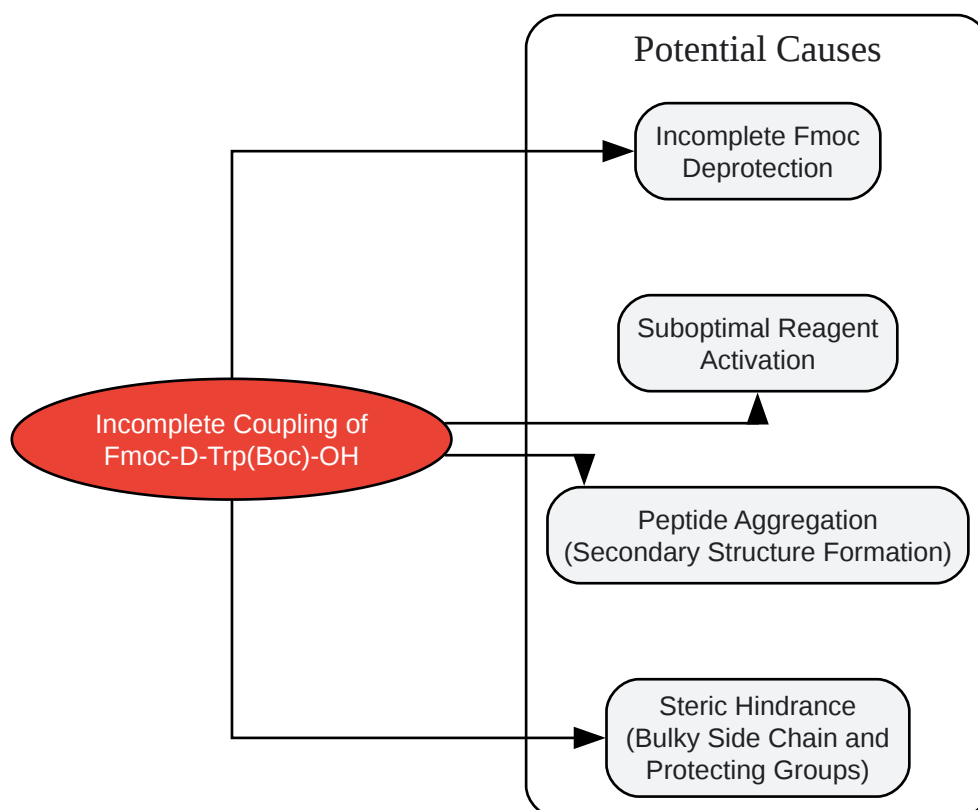 Potential Causes
Incomplete Fmoc
Deprotection
Suboptimal Reagent
Activation
Incomplete Coupling of
Fmoc-D-Trp(Boc)-OH
Peptide Aggregation
(Secondary Structure Formation)
Steric Hindrance
(Bulky Side Chain and
Protecting Groups)